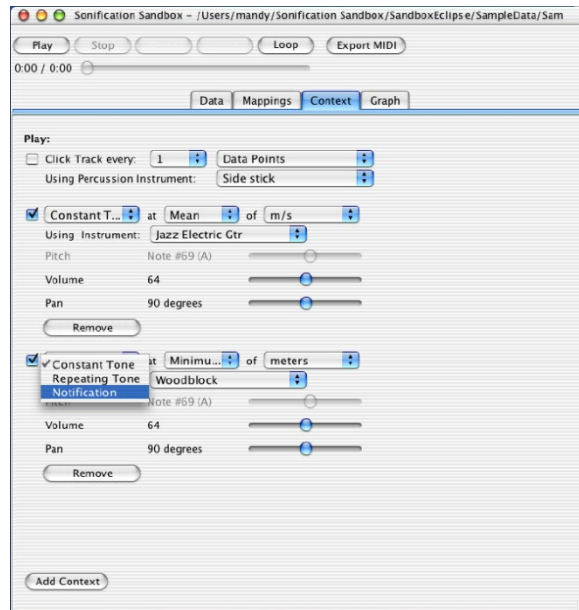 Sonification Sandbox – /Users/mandy/Sonification Sandbox/SandboxEclipse/SampleData/Sam
Play Stop Loop Export MIDI
0:00 / 0:00
Data Mappings Context Graph
Play:
Click Track every: 1 Data Points
Using Percussion Instrument: Side stick
Constant T... at Mean of m/s
Using Instrument: Jazz Electric Gtr
Pitch Note #69 (A)
Volume 64
Pan 90 degrees
Remove
at Minimu... of meters
✓ Constant Tone
Repeating Tone Woodblock
Notification
Pitch Note #69 (A)
Volume 64
Pan 90 degrees
Remove
Add Context